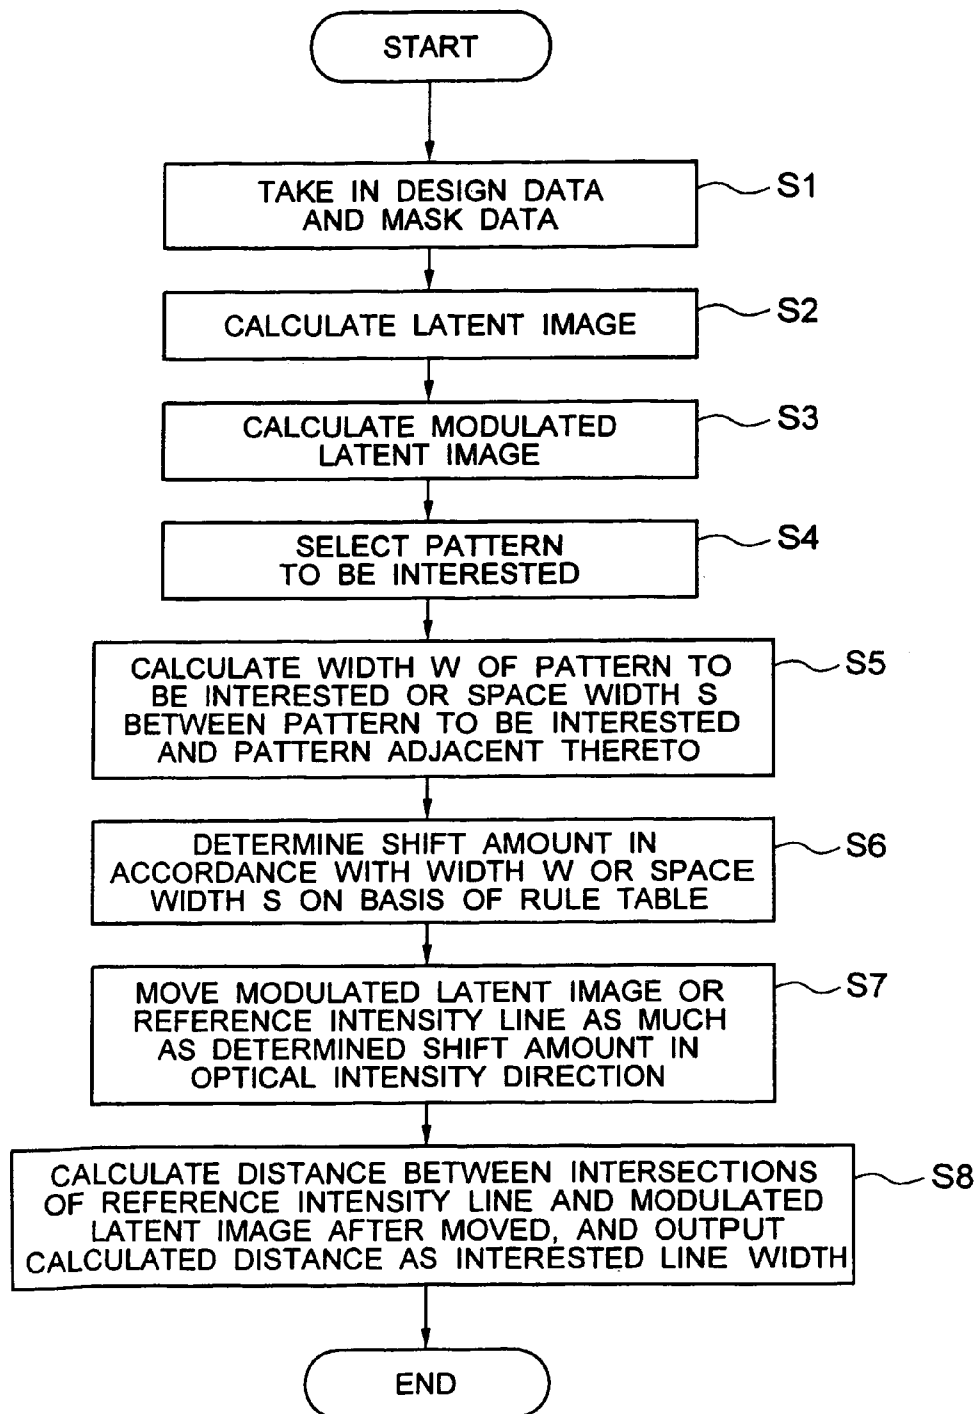 START
TAKE IN DESIGN DATA
AND MASK DATA
S1
CALCULATE LATENT IMAGE
S2
CALCULATE MODULATED
LATENT IMAGE
S3
SELECT PATTERN
TO BE INTERESTED
S4
CALCULATE WIDTH W OF PATTERN TO
BE INTERESTED OR SPACE WIDTH S
BETWEEN PATTERN TO BE INTERESTED
AND PATTERN ADJACENT THERETO
S5
DETERMINE SHIFT AMOUNT IN
ACCORDANCE WITH WIDTH W OR SPACE
WIDTH S ON BASIS OF RULE TABLE
S6
MOVE MODULATED LATENT IMAGE OR
REFERENCE INTENSITY LINE AS MUCH
AS DETERMINED SHIFT AMOUNT IN
OPTICAL INTENSITY DIRECTION
S7
CALCULATE DISTANCE BETWEEN INTERSECTIONS
OF REFERENCE INTENSITY LINE AND MODULATED
LATENT IMAGE AFTER MOVED, AND OUTPUT
CALCULATED DISTANCE AS INTERESTED LINE WIDTH
S8
END